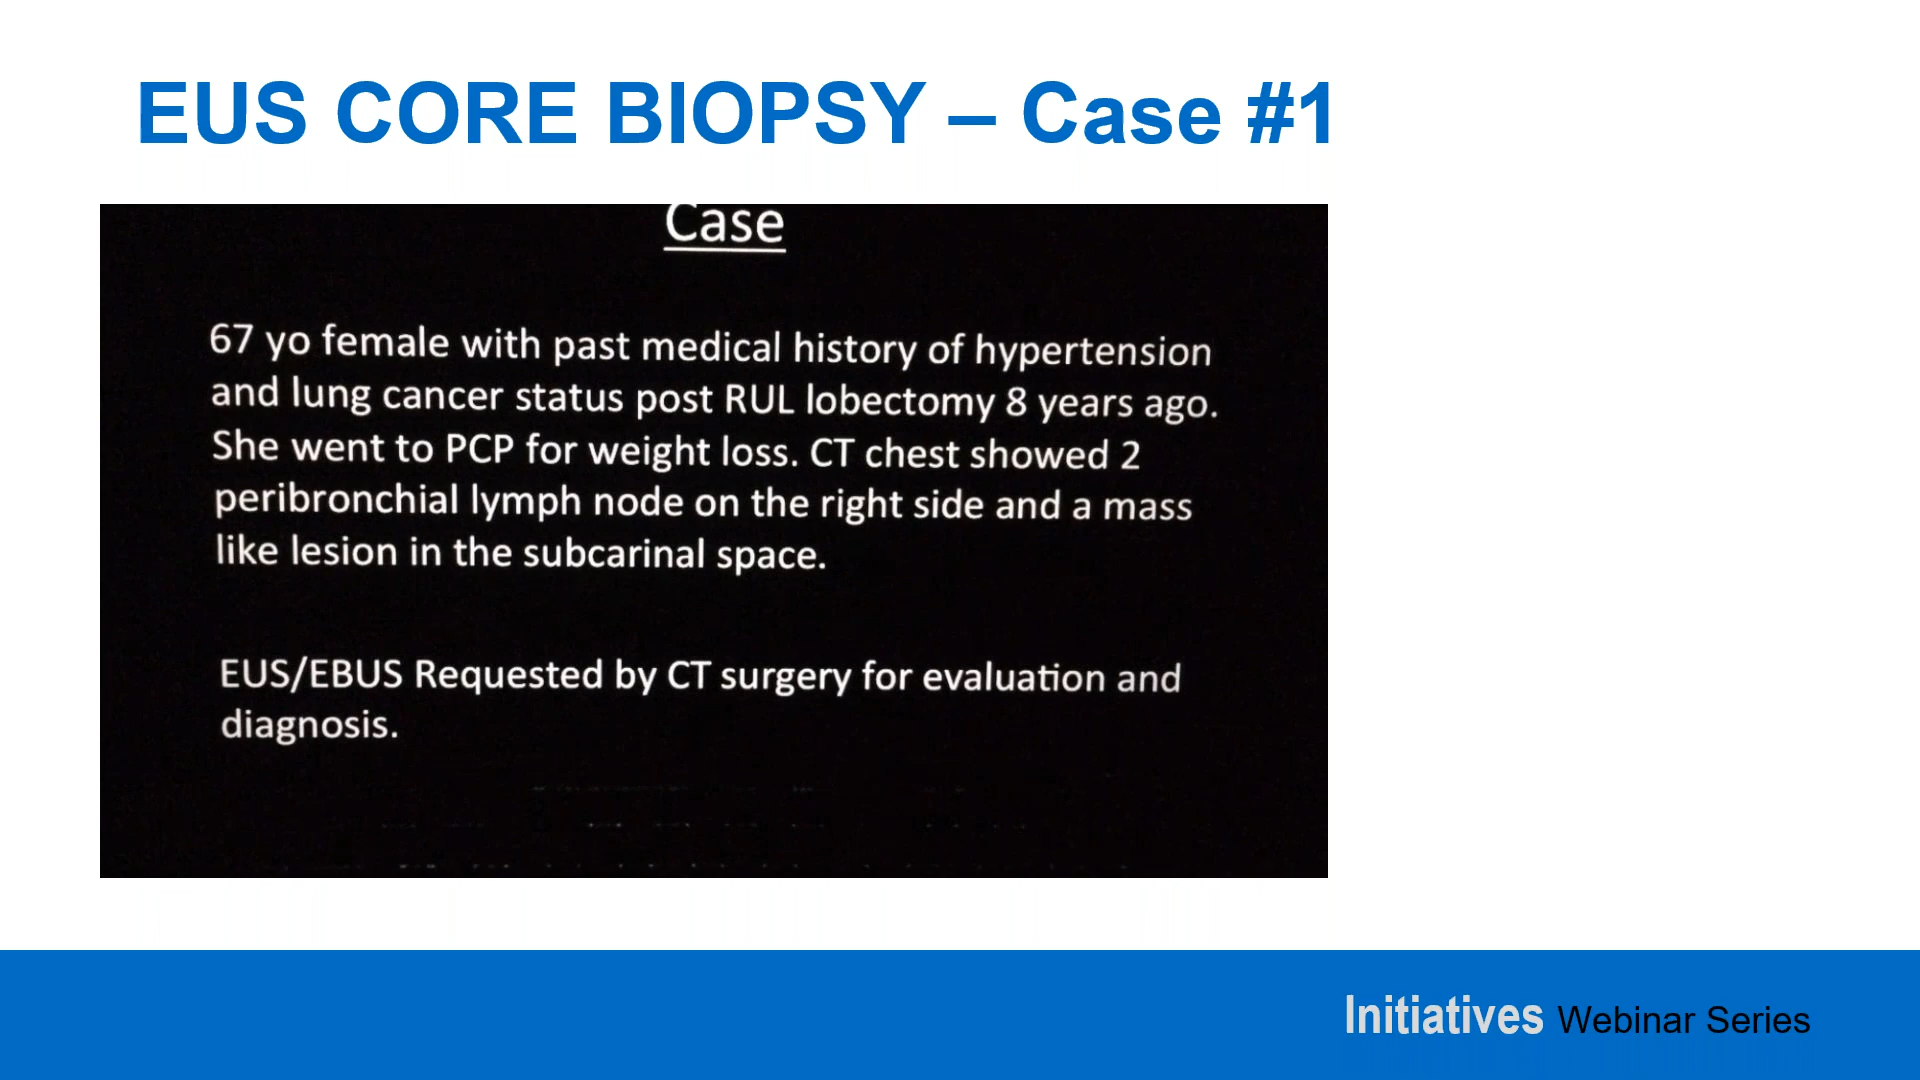 EUS CORE BIOPSY – Case #1
Case
67 yo female with past medical history of hypertension
and lung cancer status post RUL lobectomy 8 years ago.
She went to PCP for weight loss. CT chest showed 2
peribronchial lymph node on the right side and a mass
like lesion in the subcarinal space.
EUS/EBUS Requested by CT surgery for evaluation and
diagnosis.
Initiatives Webinar Series